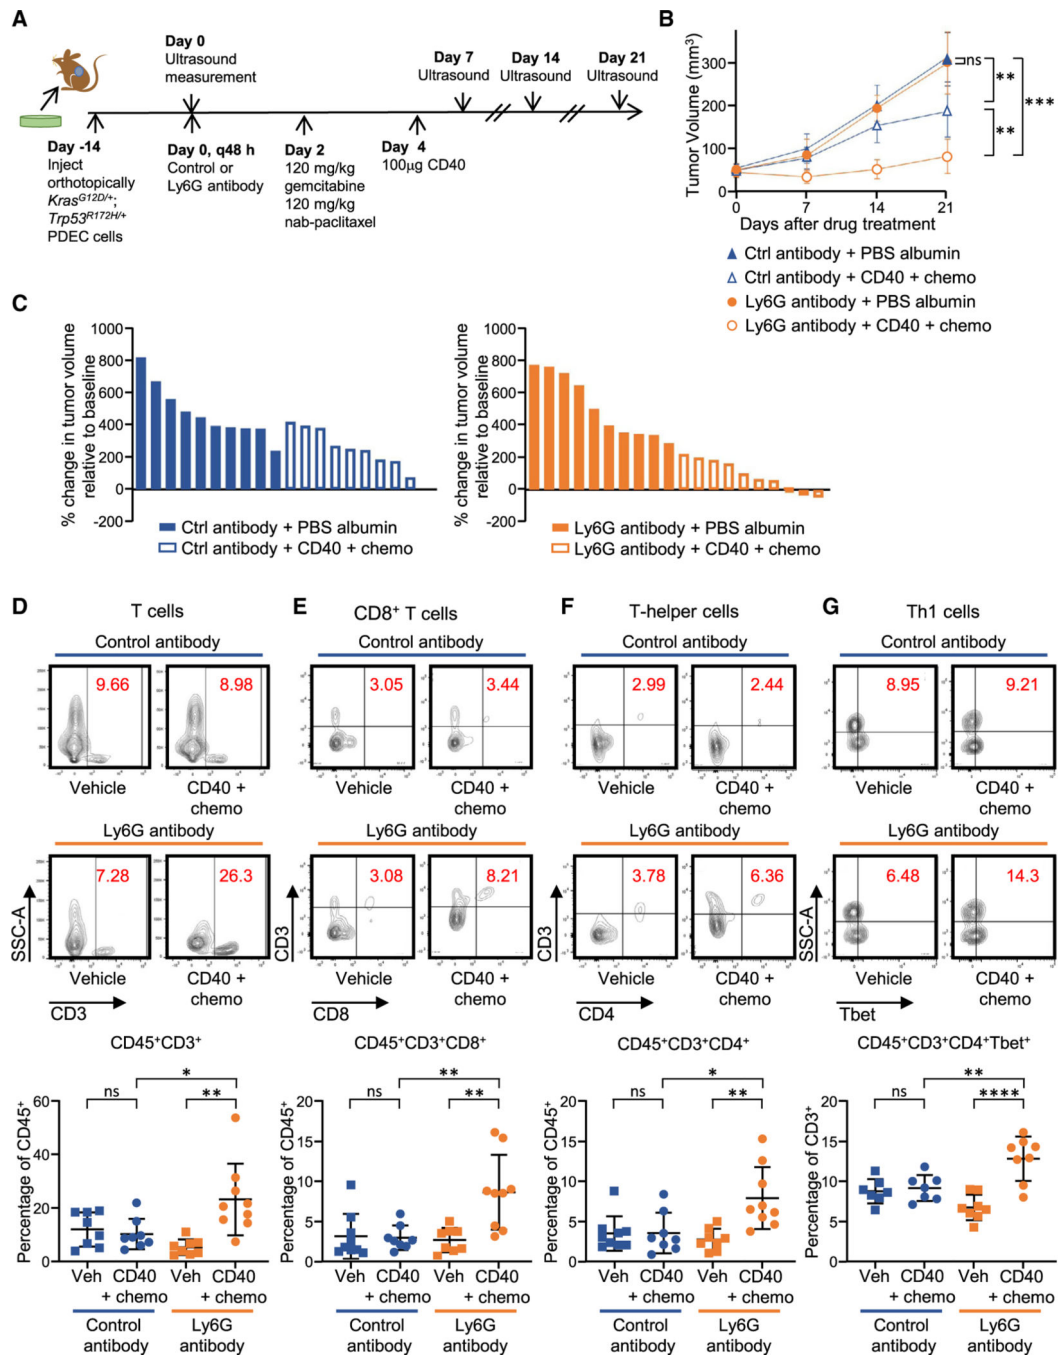 A
Day 0
Ultrasound
measurement
Day 7
Ultrasound
Day 14
Ultrasound
Day 21
Ultrasound
Day -14
Inject
orthotopically
Kras^G12D/+;
Trp53^R172H/+
PDEC cells
Day 0, q48 h
Control or
Ly6G antibody
Day 2
120 mg/kg
gemcitabine
120 mg/kg
nab-paclitaxel
Day 4
100μg CD40
B
Tumor Volume (mm³)
300
200
100
0
0 7 14 21
Days after drug treatment
ns
**
**
***
Ctrl antibody + PBS albumin
Ctrl antibody + CD40 + chemo
Ly6G antibody + PBS albumin
Ly6G antibody + CD40 + chemo
C
% change in tumor volume
relative to baseline
1000
800
600
400
200
0
-200
Ctrl antibody + PBS albumin
Ctrl antibody + CD40 + chemo
% change in tumor volume
relative to baseline
1000
800
600
400
200
0
-200
Ly6G antibody + PBS albumin
Ly6G antibody + CD40 + chemo
D
T cells
Control antibody
9.66
8.98
Vehicle
CD40 +
chemo
Ly6G antibody
7.28
26.3
SSC-A
Vehicle
CD40 +
chemo
CD3
CD45⁺CD3⁺
Percentage of CD45⁺
60
40
20
0
ns
*
**
Veh CD40 Veh CD40
+ chemo + chemo
Control
antibody
Ly6G
antibody
E
CD8⁺ T cells
Control antibody
3.05
3.44
Vehicle
CD40 +
chemo
Ly6G antibody
3.08
8.21
CD3
Vehicle
CD40 +
chemo
CD8
CD45⁺CD3⁺CD8⁺
Percentage of CD45⁺
20
15
10
5
0
ns
**
**
Veh CD40 Veh CD40
+ chemo + chemo
Control
antibody
Ly6G
antibody
F
T-helper cells
Control antibody
2.99
2.44
Vehicle
CD40 +
chemo
Ly6G antibody
3.78
6.36
CD3
Vehicle
CD40 +
chemo
CD4
CD45⁺CD3⁺CD4⁺
Percentage of CD45⁺
20
15
10
5
0
ns
*
**
Veh CD40 Veh CD40
+ chemo + chemo
Control
antibody
Ly6G
antibody
G
Th1 cells
Control antibody
8.95
9.21
Vehicle
CD40 +
chemo
Ly6G antibody
6.48
14.3
SSC-A
Vehicle
CD40 +
chemo
Tbet
CD45⁺CD3⁺CD4⁺Tbet⁺
Percentage of CD3⁺
20
15
10
5
0
ns
**
****
Veh CD40 Veh CD40
+ chemo + chemo
Control
antibody
Ly6G
antibody